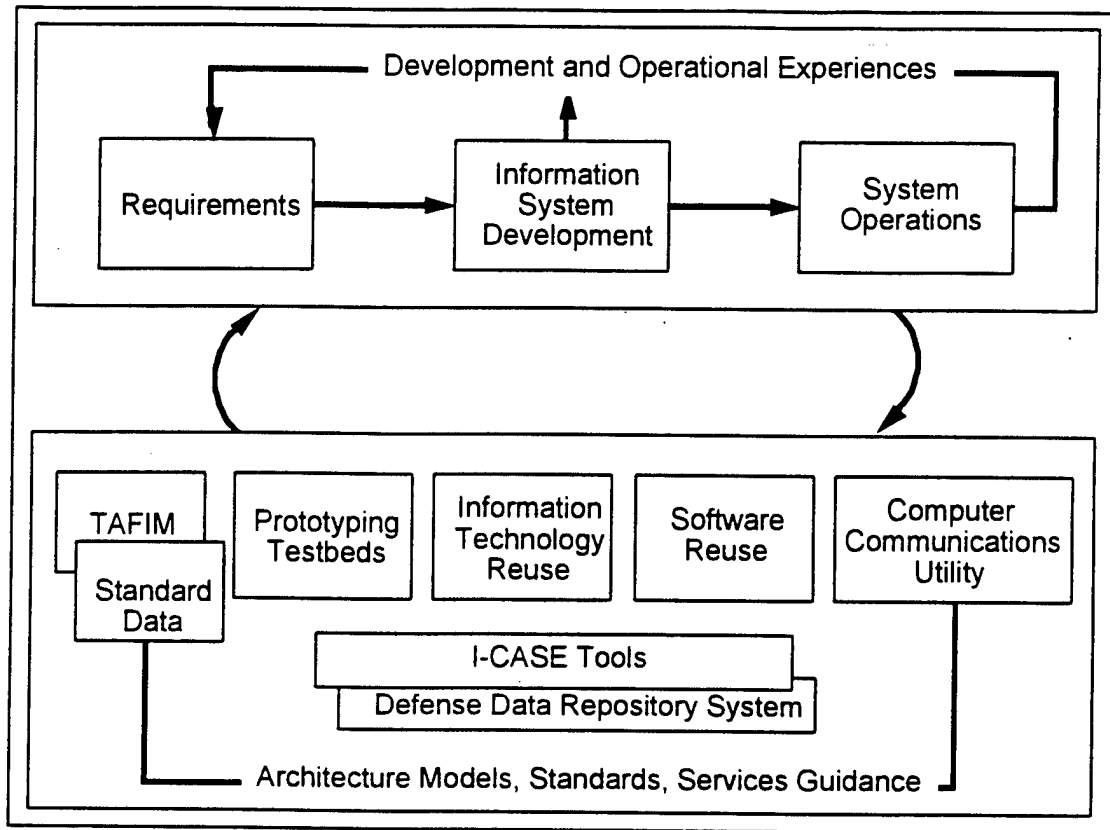 Development and Operational Experiences
Requirements
Information
System
Development
System
Operations
TAFIM
Standard
Data
Prototyping
Testbeds
Information
Technology
Reuse
Software
Reuse
Computer
Communications
Utility
I-CASE Tools
Defense Data Repository System
Architecture Models, Standards, Services Guidance